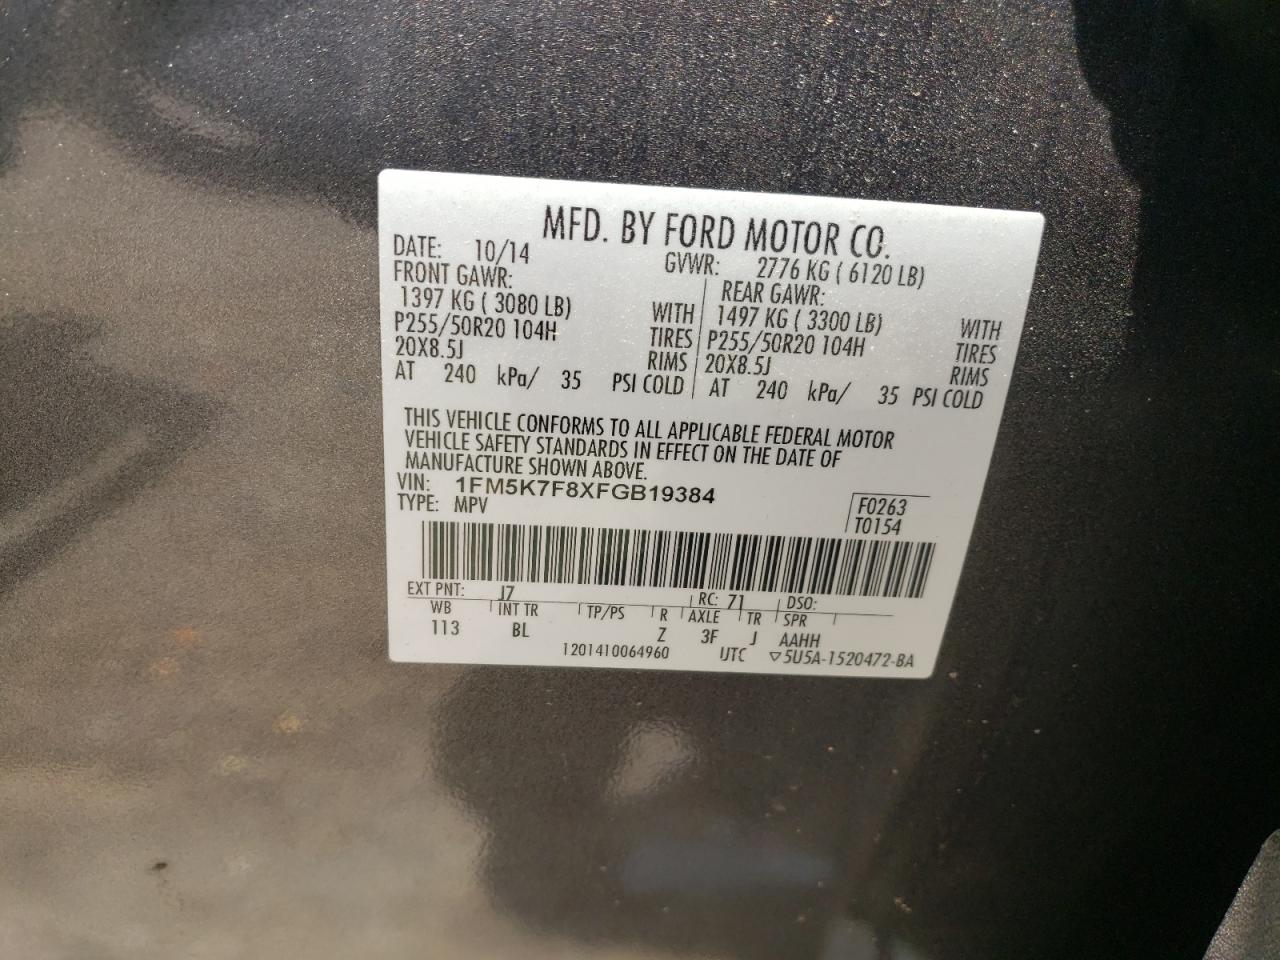 MFD. BY FORD MOTOR CO.
DATE: 10/14 GVWR: 2776 KG ( 6120 LB)
FRONT GAWR: REAR GAWR:
1397 KG ( 3080 LB) WITH 1497 KG ( 3300 LB) WITH
P255/50R20 104H TIRES P255/50R20 104H TIRES
20X8.5J RIMS 20X8.5J RIMS
AT 240 kPa/ 35 PSI COLD AT 240 kPa/ 35 PSI COLD
THIS VEHICLE CONFORMS TO ALL APPLICABLE FEDERAL MOTOR
VEHICLE SAFETY STANDARDS IN EFFECT ON THE DATE OF
MANUFACTURE SHOWN ABOVE.
VIN: 1FM5K7F8XFGB19384 F0263
TYPE: MPV T0154
EXT PNT: J7 RC: 71 DSO:
WB INT TR TP/PS R AXLE TR SPR
113 BL Z 3F J AAHH
1201410064960 UTC ▽5U5A-1520472-BA